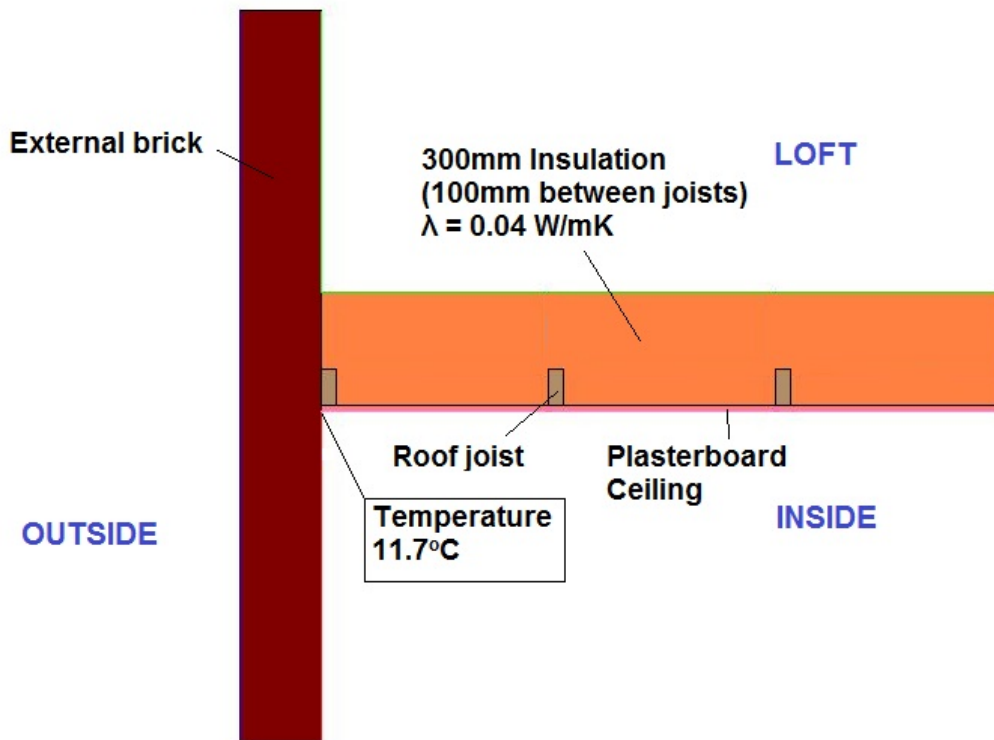 External brick
300mm Insulation
(100mm between joists)
λ = 0.04 W/mK
LOFT
Roof joist
Plasterboard
Ceiling
Temperature
11.7ºC
OUTSIDE
INSIDE